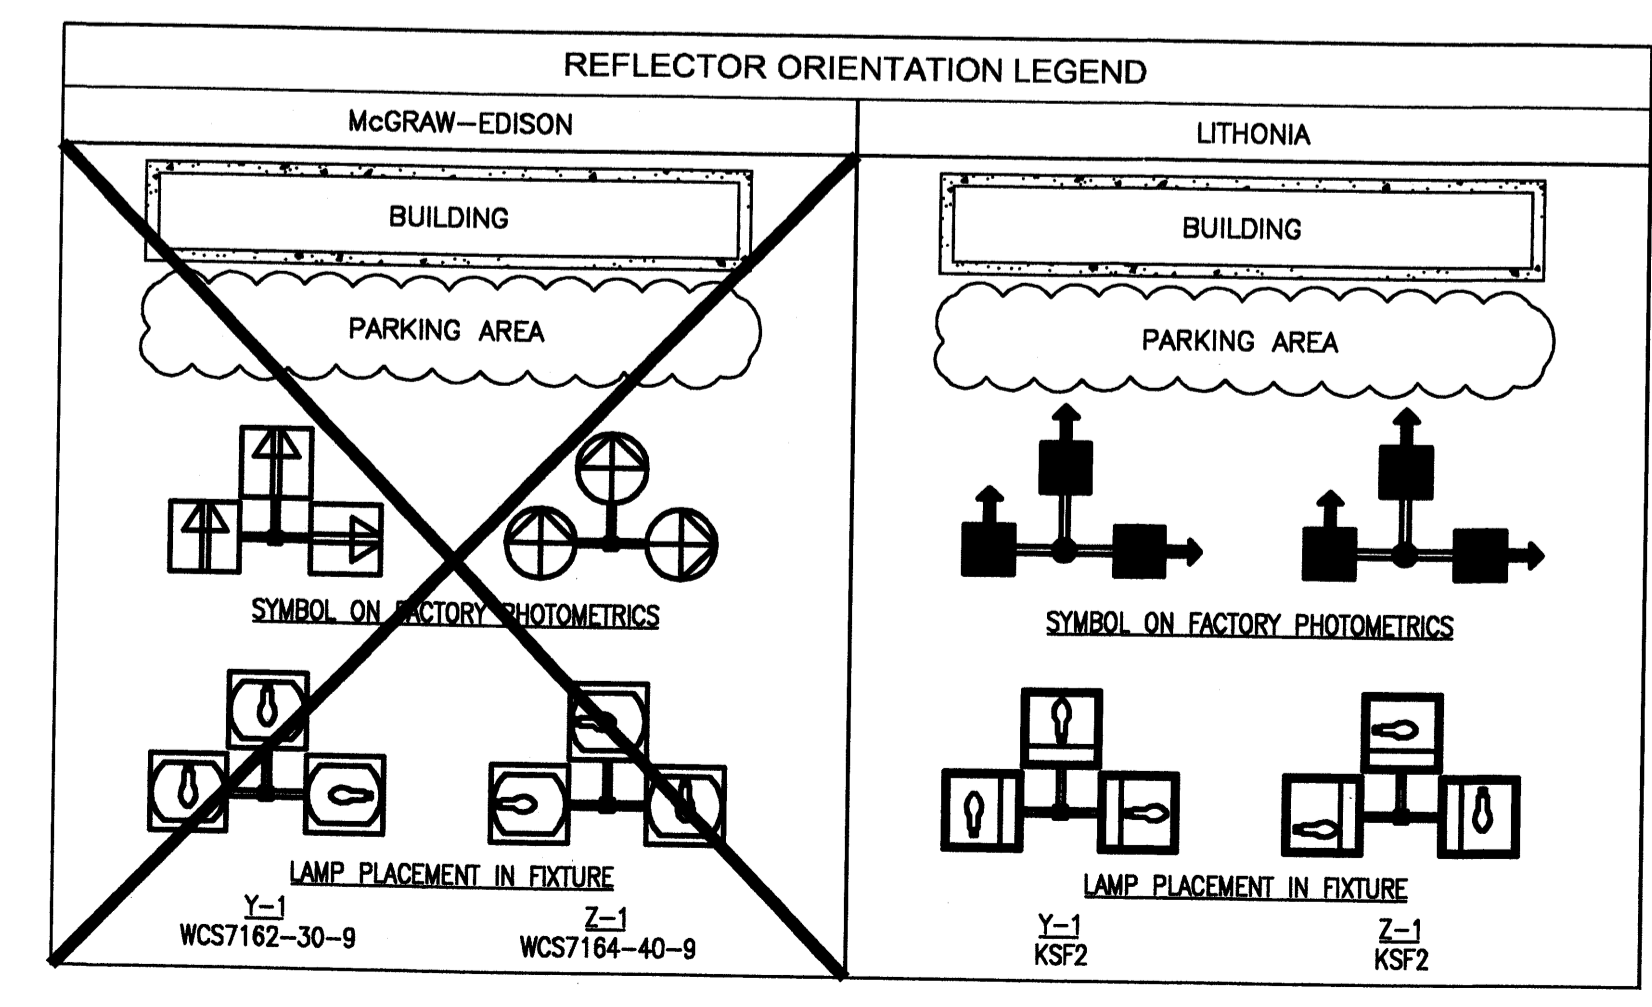 REFLECTOR ORIENTATION LEGEND
McGRAW-EDISON
BUILDING
PARKING AREA
SYMBOL ON FACTORY PHOTOMETRICS
LAMP PLACEMENT IN FIXTURE
Y-1
WCS7162-30-9
Z-1
WCS7164-40-9
LITHONIA
BUILDING
PARKING AREA
SYMBOL ON FACTORY PHOTOMETRICS
LAMP PLACEMENT IN FIXTURE
Y-1
KSF2
Z-1
KSF2